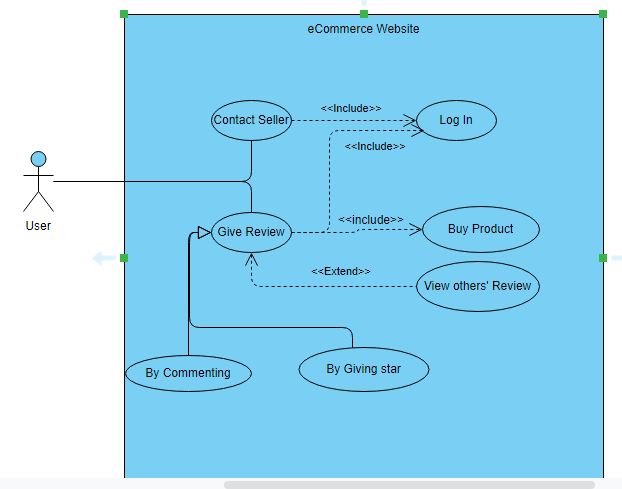 eCommerce Website
Contact Seller
<<Include>>
Log In
<<Include>>
User
Give Review
<<include>>
Buy Product
<<Extend>>
View others' Review
By Commenting
By Giving star